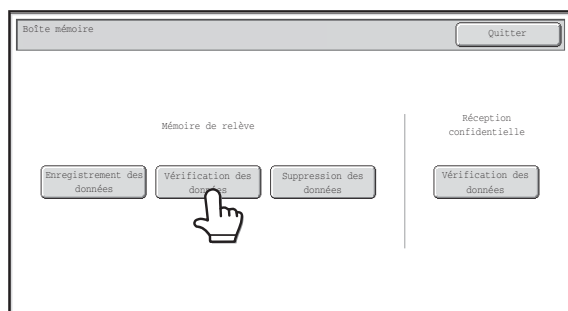 Boîte mémoire
Quitter
Mémoire de relève
Réception
confidentielle
Enregistrement des
données
Vérification des
données
Suppression des
données
Vérification des
données